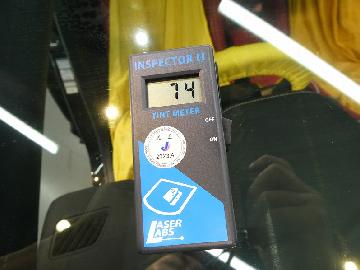 INSPECTOR II
74
TINT METER
OFF
ON
LASER
LABS